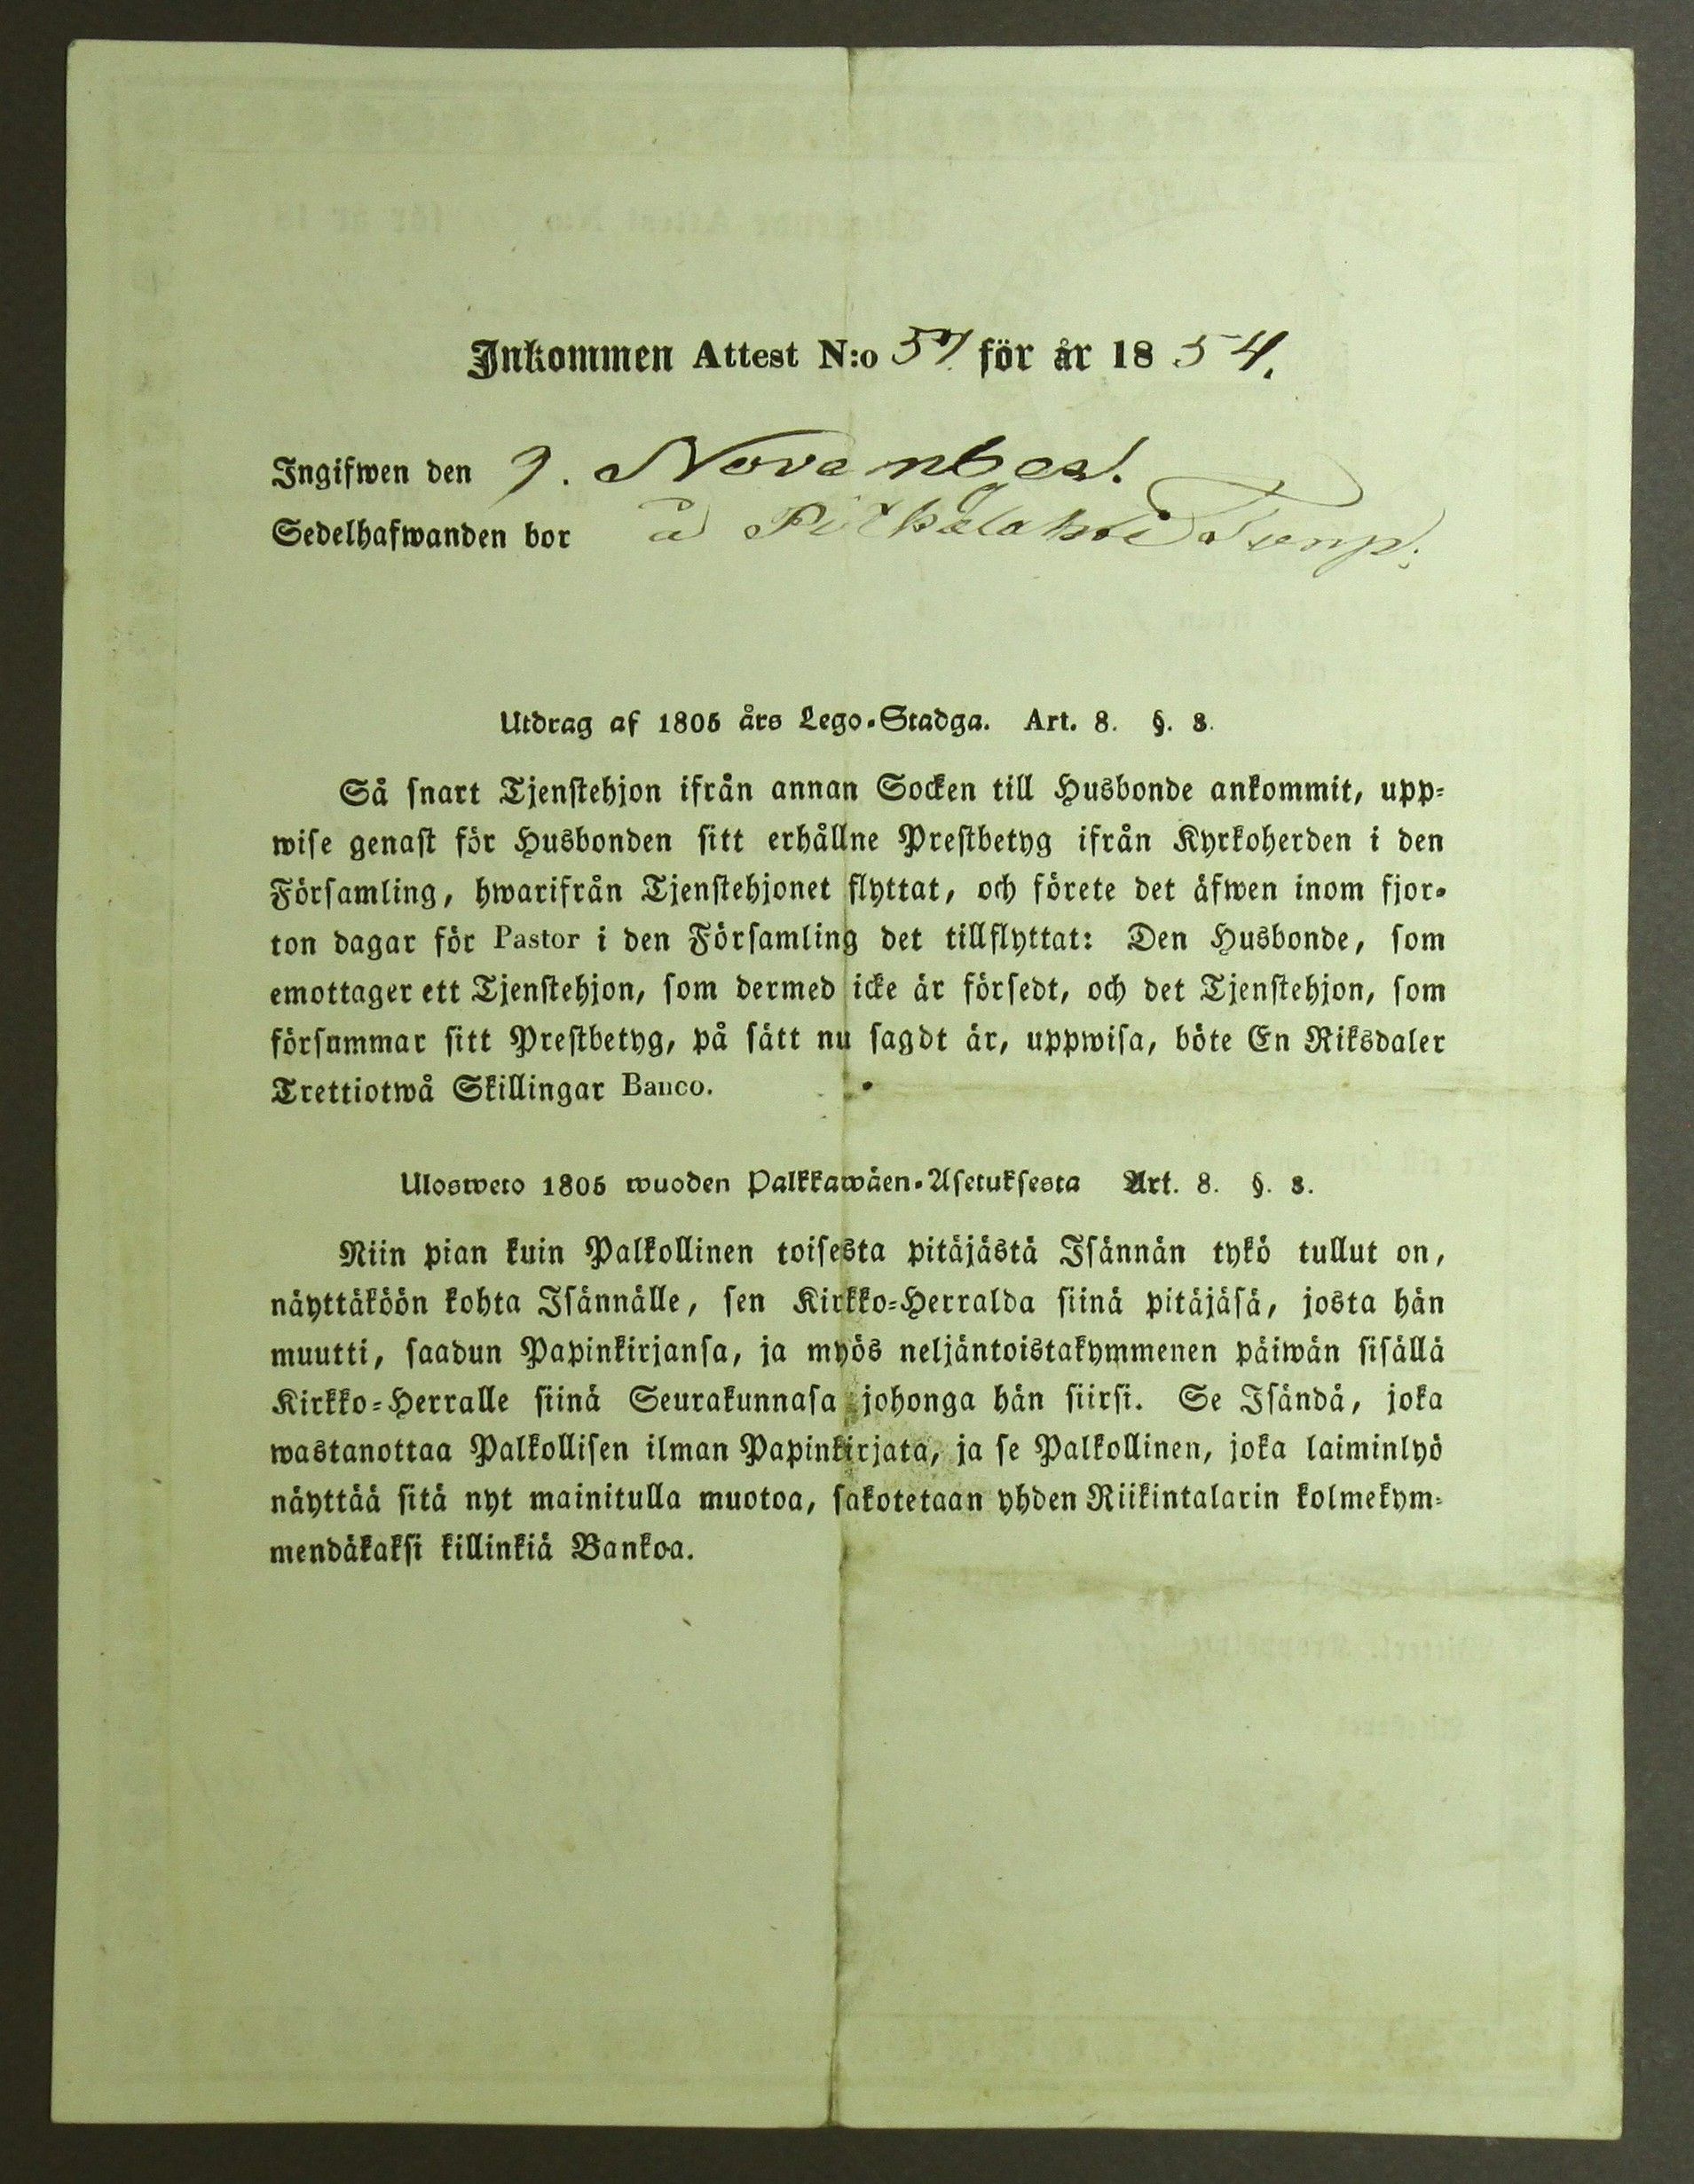 Inkommen Attest N:o 57 för år 1854.
Ingifwen den 9. November.
Sedelhafwanden bor å Pitkälahti Torp.
Utdrag af 1805 års Lego-Stadga. Art. 8. §. 3.
Så snart Tjenstehjon ifrån annan Socken till Husbonde ankommit, upp-
wise genast för Husbonden sitt erhållne Prestbetyg ifrån Kyrkoherden i den
Församling, hwarifrån Tjenstehjonet flyttat, och förete det äfwen inom fjor-
ton dagar för Pastor i den Församling det tillflyttat: Den Husbonde, som
emottager ett Tjenstehjon, som dermed icke är försedt, och det Tjenstehjon, som
försummar sitt Prestbetyg, på sätt nu sagdt är, uppwisa, böte En Riksdaler
Trettiotwå Skillingar Banco.
Ulosweto 1805 wuoden Palkkawäen-Asetuksesta Art. 8. §. 3.
Niin pian kuin Palkollinen toisesta pitäjästä Isännän tykö tullut on,
näyttäköön kohta Isännälle, sen Kirkko-Herralda siinä pitäjäsä, josta hän
muutti, saadun Papinkirjansa, ja myös neljäntoistakymmenen päiwän sisällä
Kirkko-Herralle siinä Seurakunnasa johonga hän siirsi. Se Isändä, joka
wastanottaa Palkollisen ilman Papinkirjata, ja se Palkollinen, joka laiminlyö
näyttää sitä nyt mainitulla muotoa, sakotetaan yhden Riikintalarin kolmekym-
mendäkaksi killinkiä Bankoa.